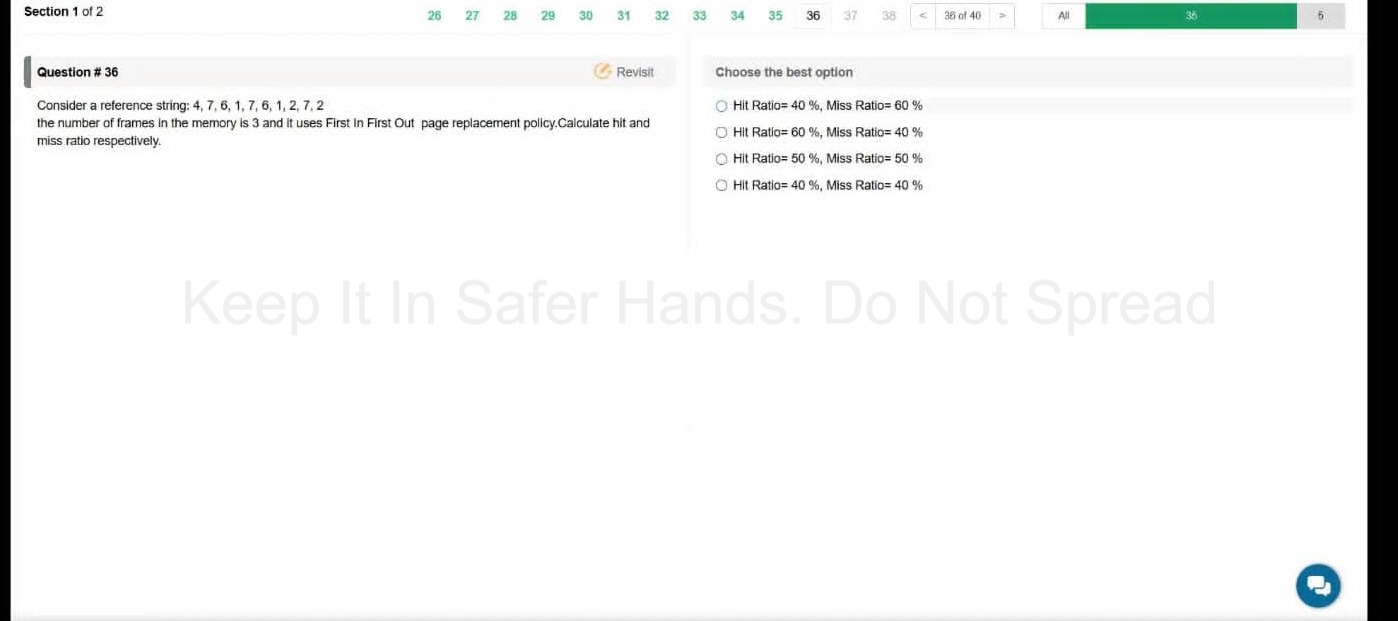 Section 1 of 2
26 27 28 29 30 31 32 33 34 35 36 37 38 < 36 of 40 > All 35 5
Question # 36
Revisit
Consider a reference string: 4, 7, 6, 1, 7, 6, 1, 2, 7, 2
the number of frames in the memory is 3 and it uses First In First Out page replacement policy.Calculate hit and
miss ratio respectively.
Choose the best option
Hit Ratio= 40 %, Miss Ratio= 60 %
Hit Ratio= 60 %, Miss Ratio= 40 %
Hit Ratio= 50 %, Miss Ratio= 50 %
Hit Ratio= 40 %, Miss Ratio= 40 %
Keep It In Safer Hands. Do Not Spread